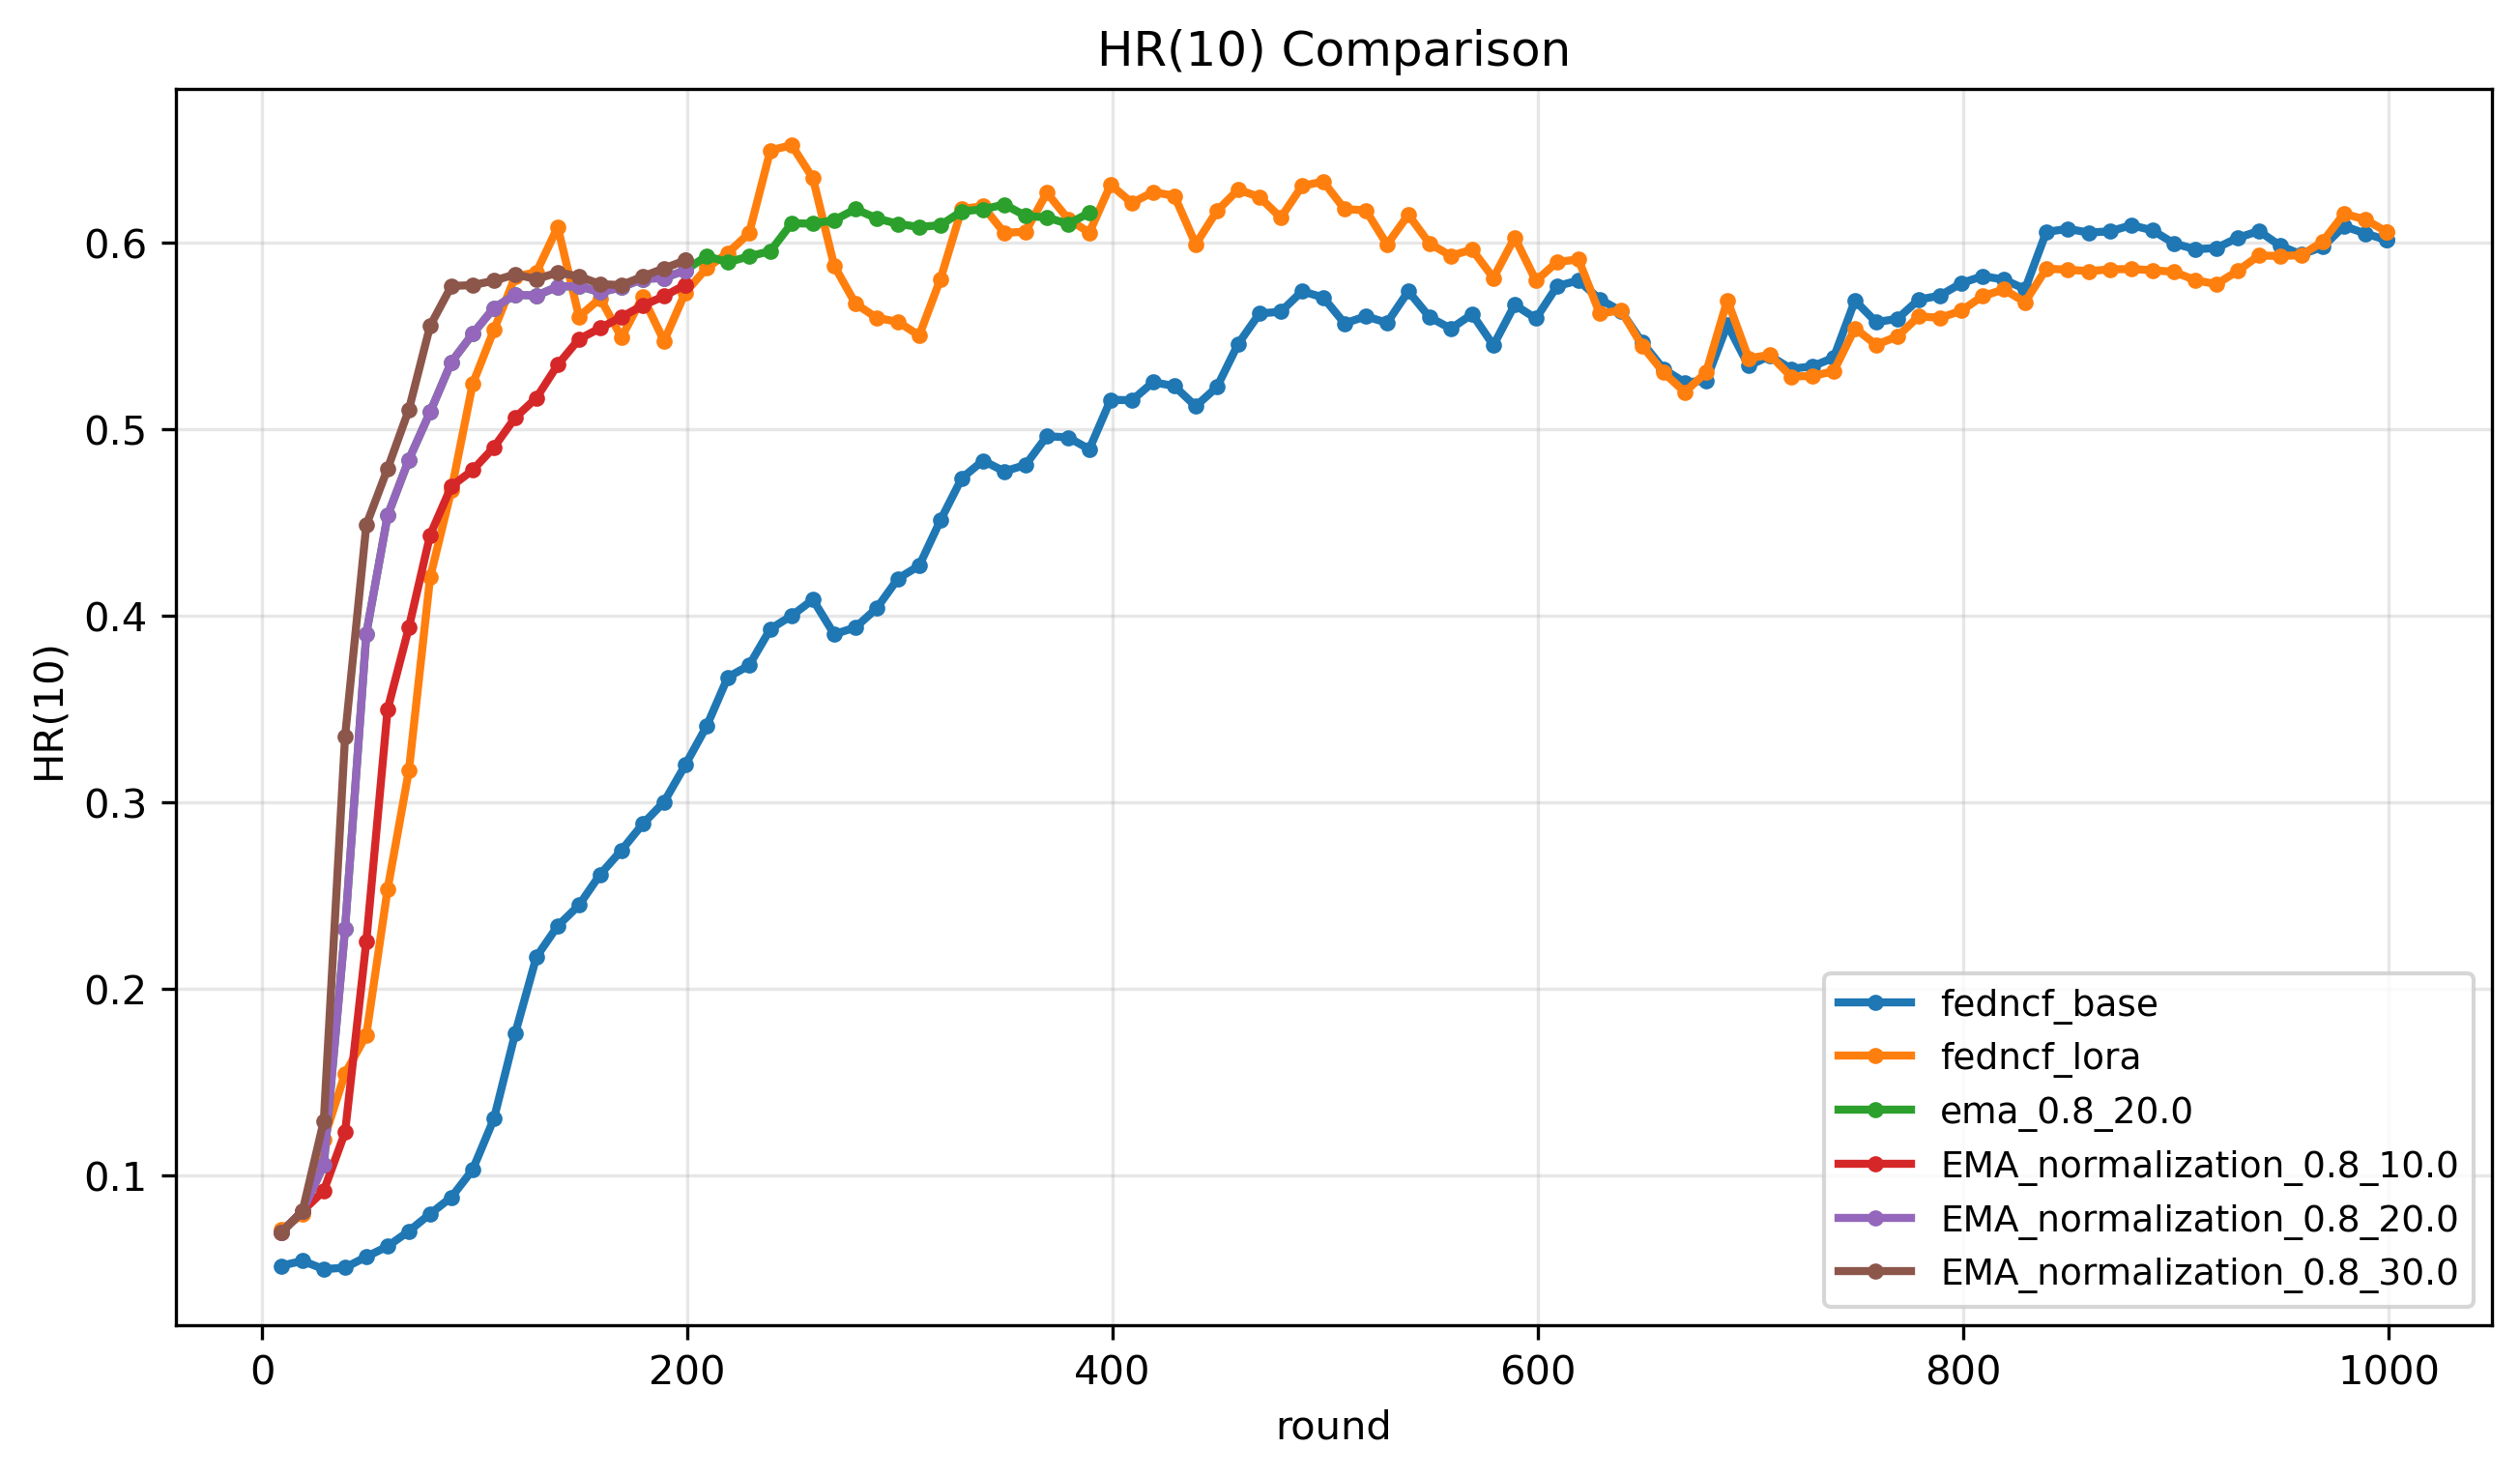 HR(10) Comparison
HR(10)
0.6
0.5
0.4
0.3
0.2
0.1
0 200 400 600 800 1000
round
fedncf_base
fedncf_lora
ema_0.8_20.0
EMA_normalization_0.8_10.0
EMA_normalization_0.8_20.0
EMA_normalization_0.8_30.0